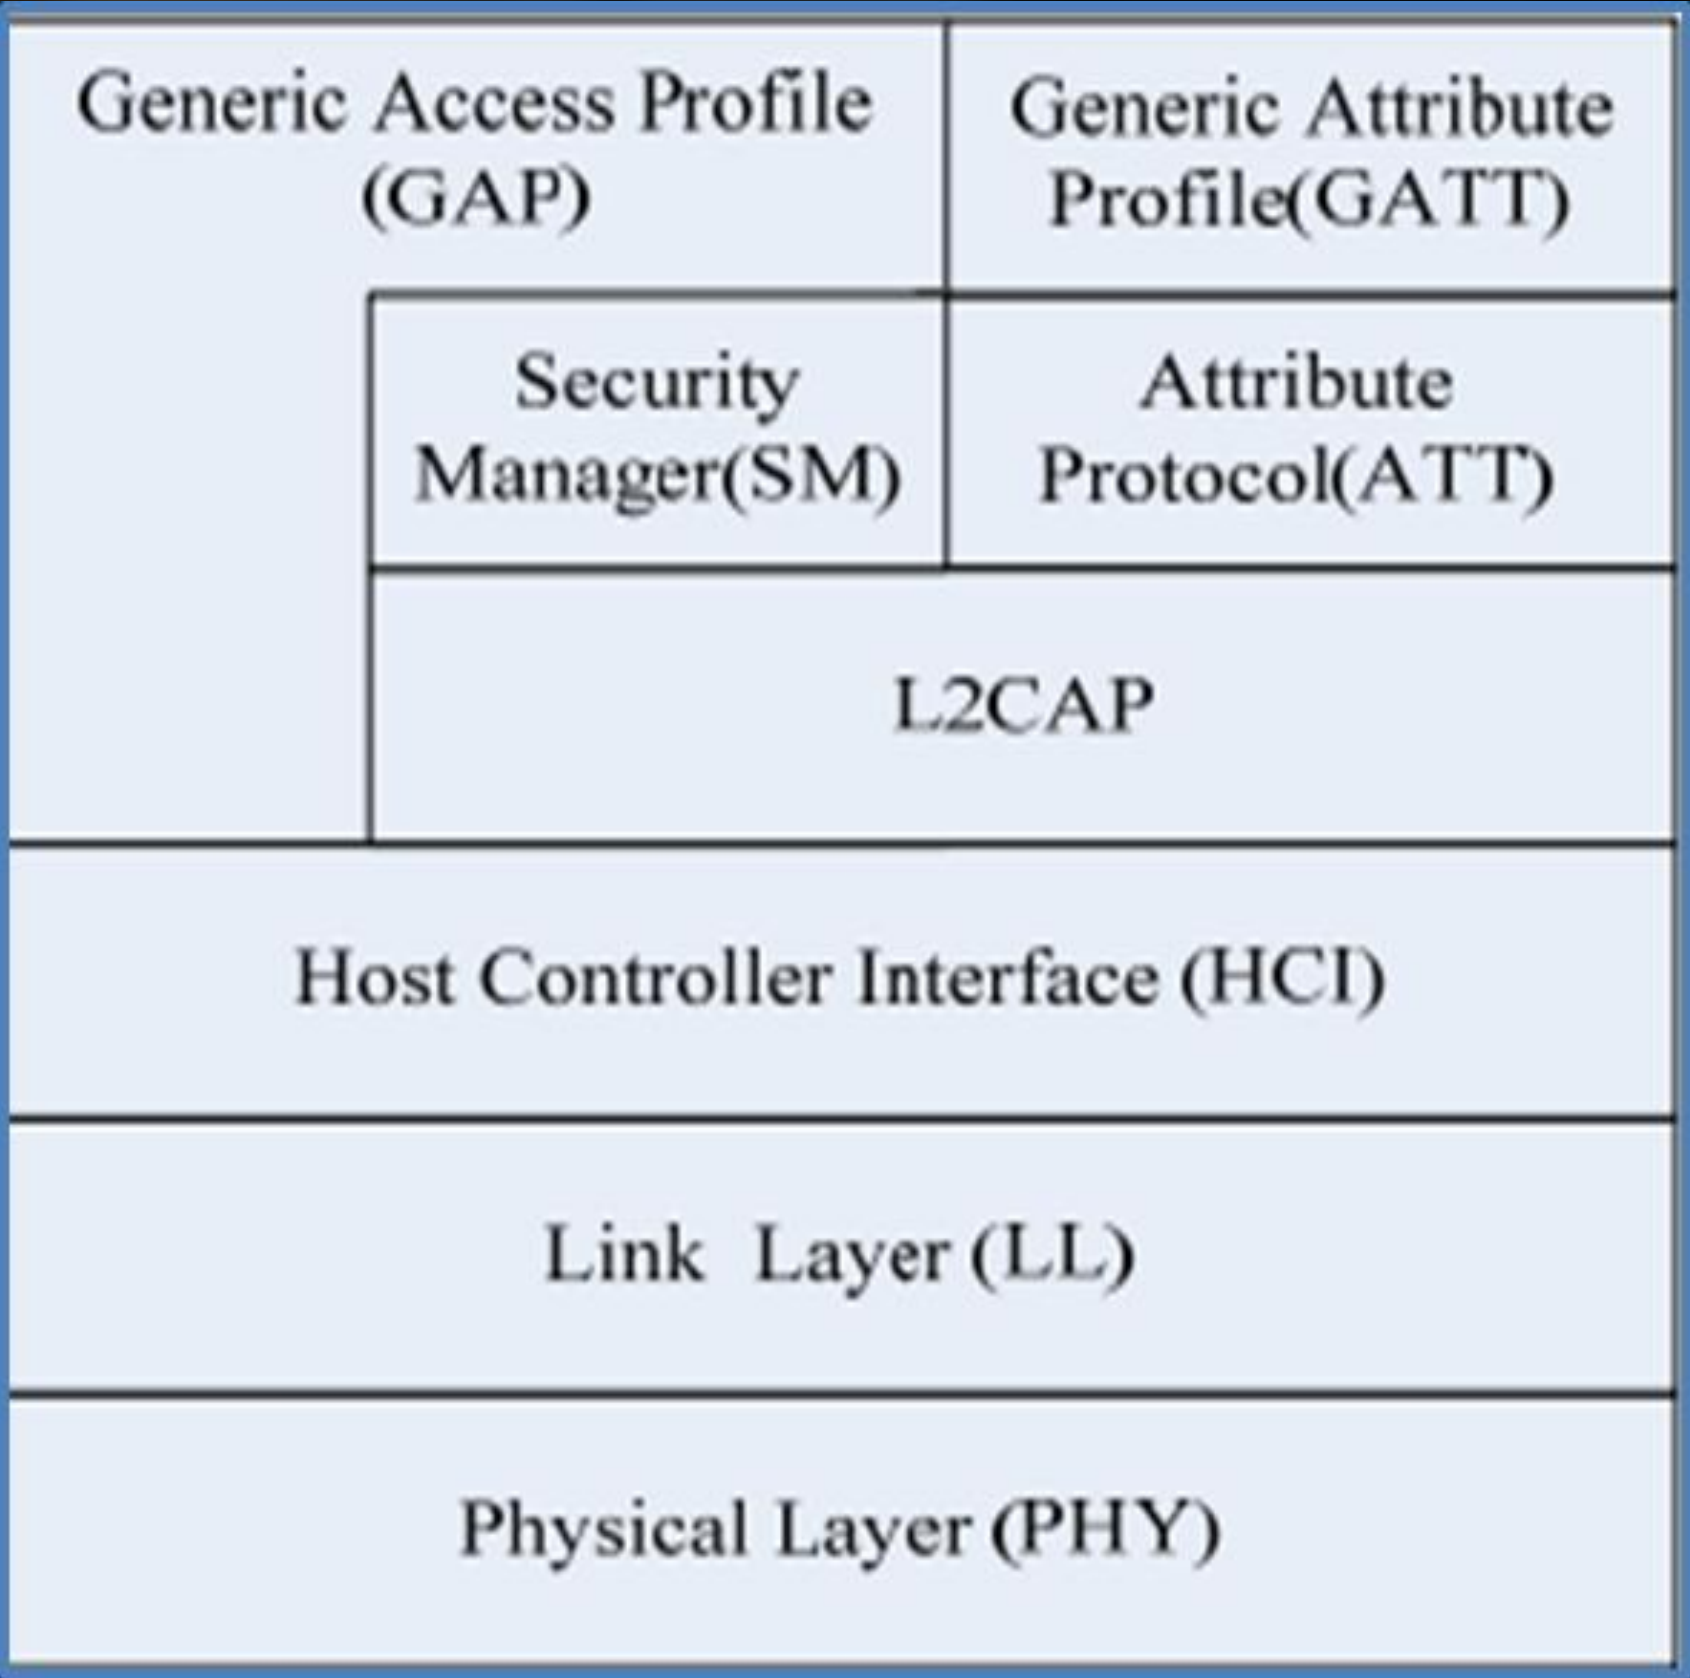 Generic Access Profile
(GAP)
Generic Attribute
Profile(GATT)
Security
Manager(SM)
Attribute
Protocol(ATT)
L2CAP
Host Controller Interface (HCI)
Link Layer (LL)
Physical Layer (PHY)